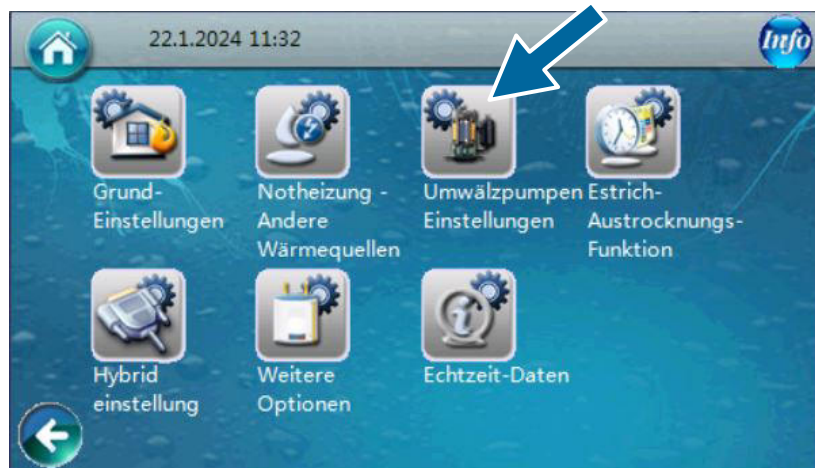 22.1.2024 11:32
Info
Grund-
Einstellungen
Notheizung -
Andere
Wärmequellen
Umwälzpumpen
Einstellungen
Estrich-
Austrocknungs-
Funktion
Hybrid
einstellung
Weitere
Optionen
Echtzeit-Daten